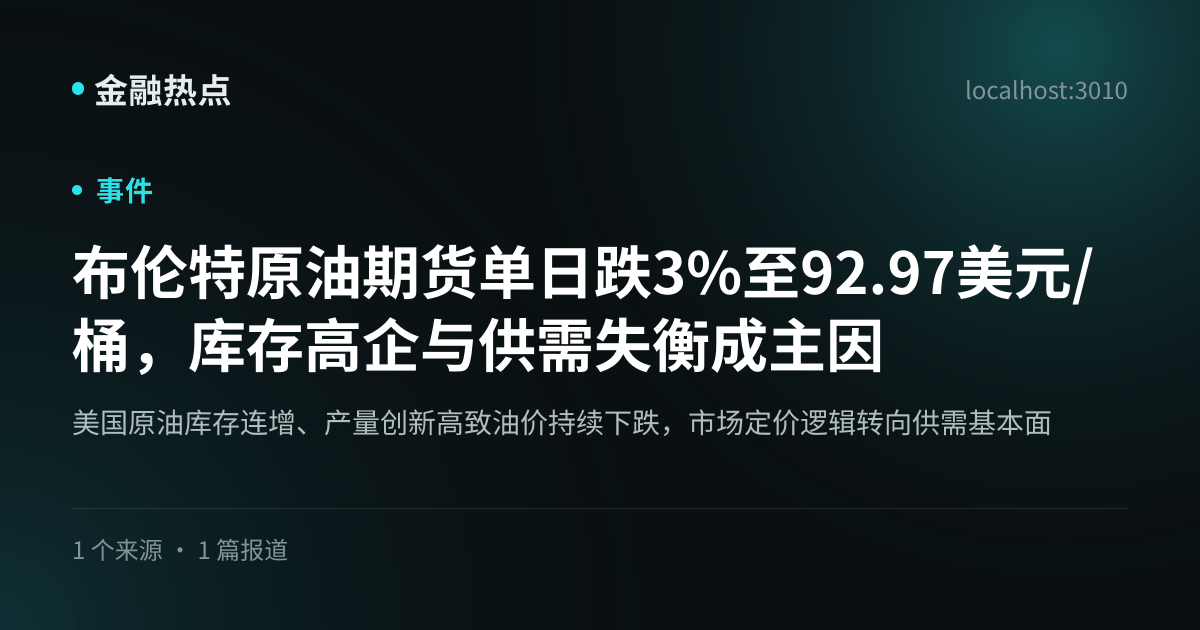 金融热点
localhost:3010
事件
布伦特原油期货单日跌3%至92.97美元/
桶，库存高企与供需失衡成主因
美国原油库存连增、产量创新高致油价持续下跌，市场定价逻辑转向供需基本面
1 个来源 · 1 篇报道